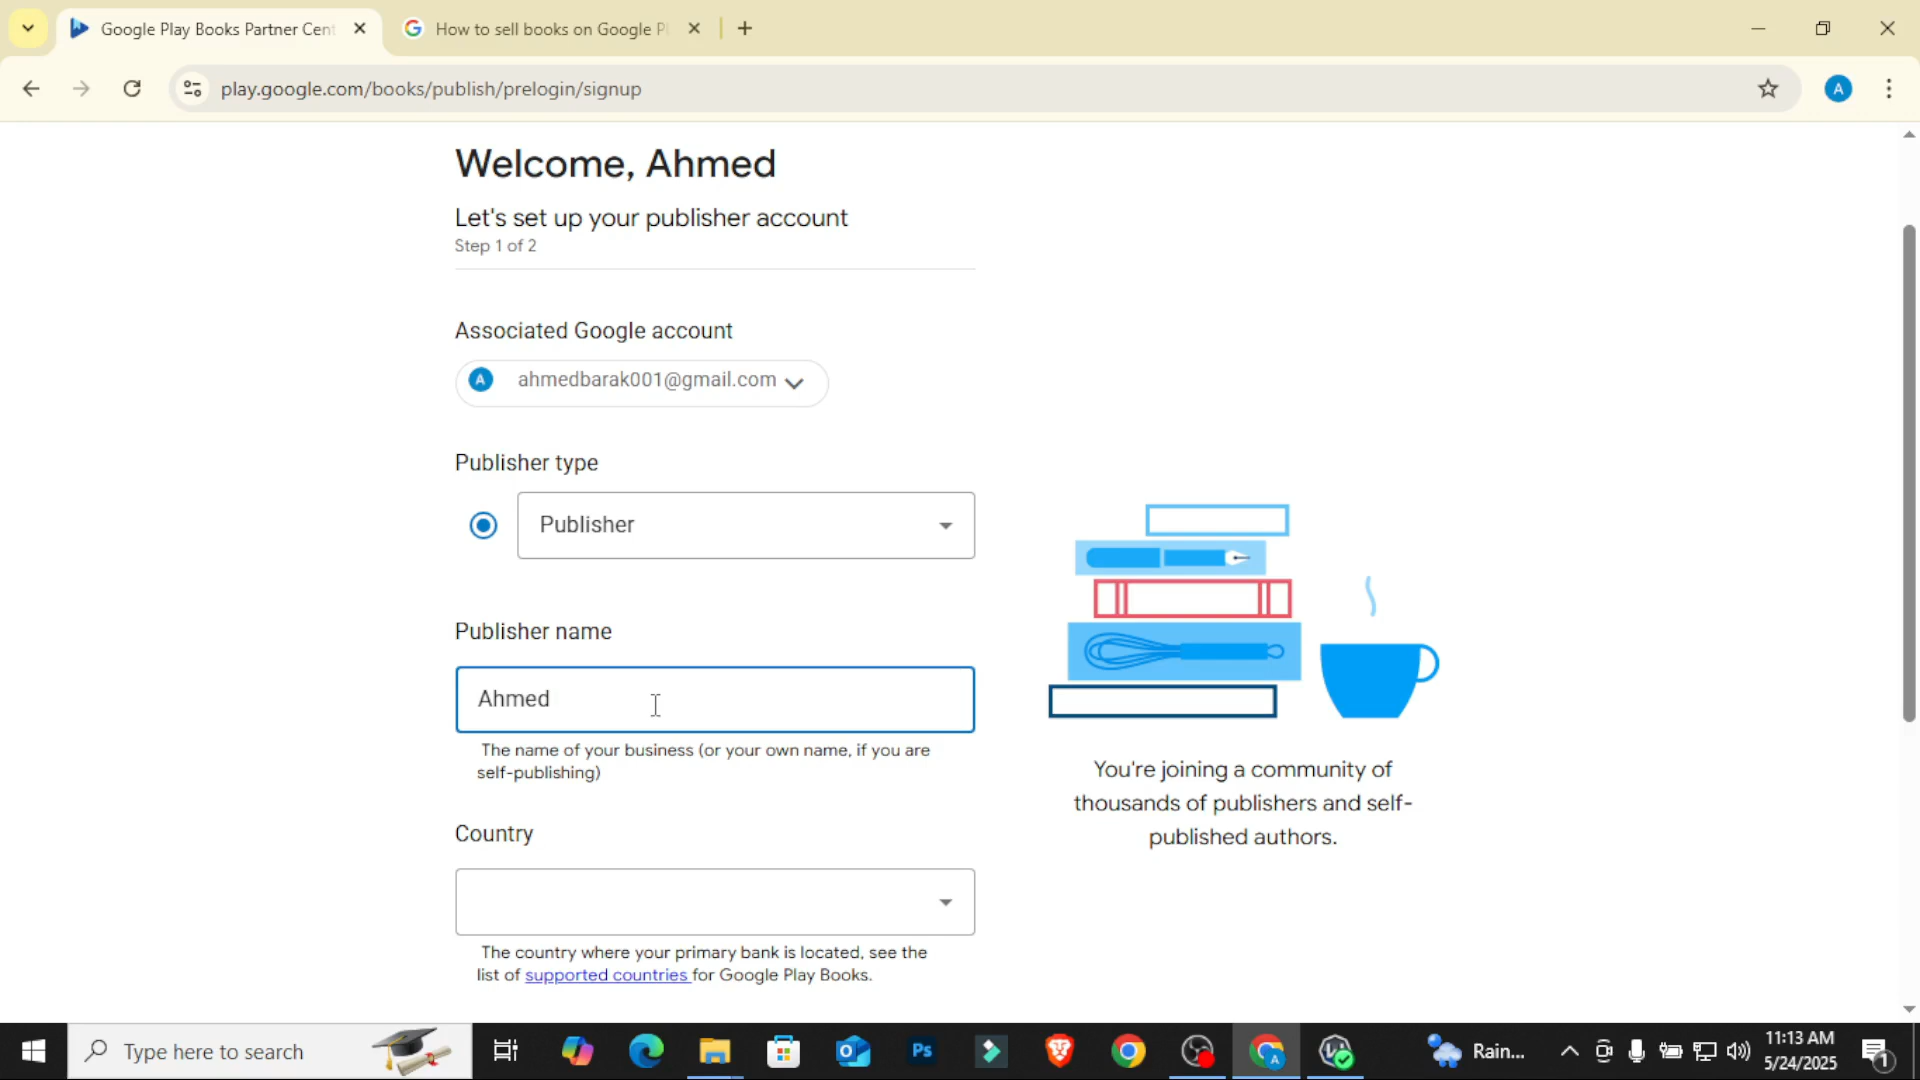 Google Play Books Partner Cent
How to sell books on Google Pl
play.google.com/books/publish/prelogin/signup
A
Welcome, Ahmed
Let's set up your publisher account
Step 1 of 2
Associated Google account
A
ahmedbarak001@gmail.com
Publisher type
Publisher
Publisher name
Ahmed
The name of your business (or your own name, if you are
self-publishing)
Country
The country where your primary bank is located, see the
list of supported countries for Google Play Books.
You're joining a community of
thousands of publishers and self-
published authors.
Type here to search
Ps
A
Rain...
11:13 AM
5/24/2025
1